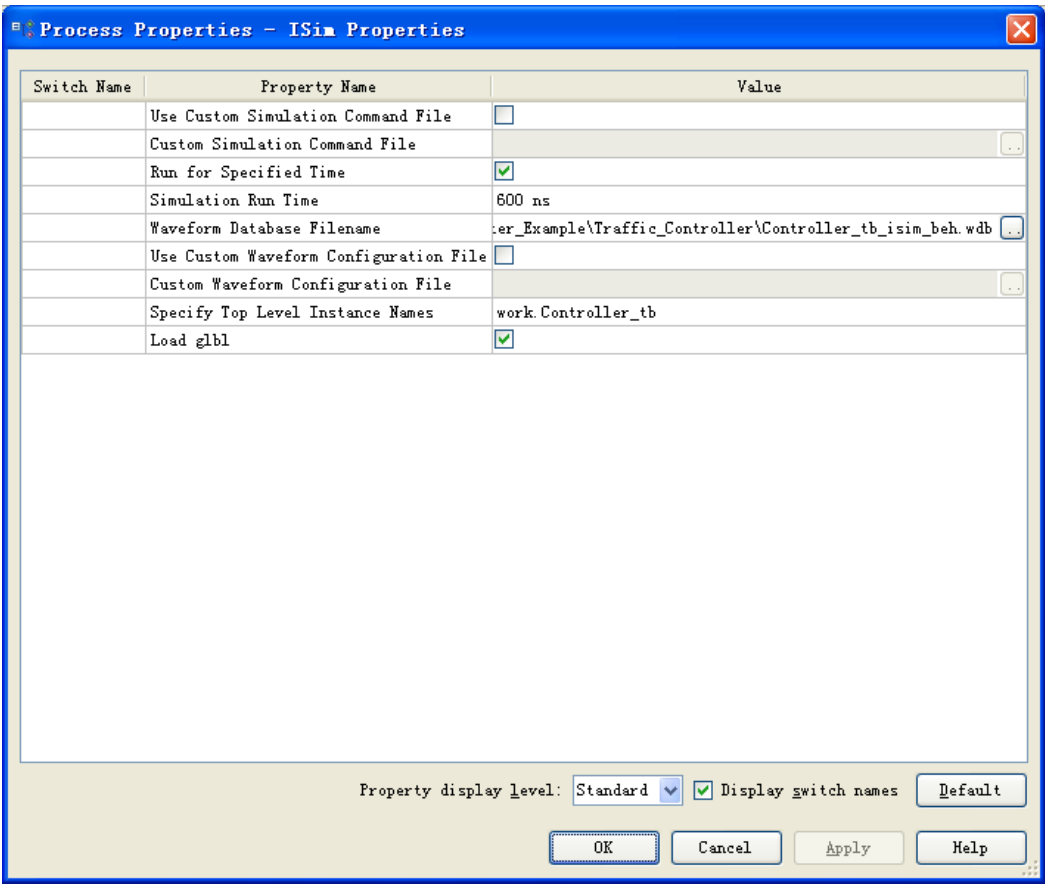 Process Properties - ISim Properties
Switch Name Property Name Value
Use Custom Simulation Command File
Custom Simulation Command File ..
Run for Specified Time
Simulation Run Time 600 ns
Waveform Database Filename er_Example\Traffic_Controller\Controller_tb_isim_beh.wdb ..
Use Custom Waveform Configuration File
Custom Waveform Configuration File ..
Specify Top Level Instance Names work.Controller_tb
Load glbl
Property display level: Standard Display switch names Default
OK Cancel Apply Help